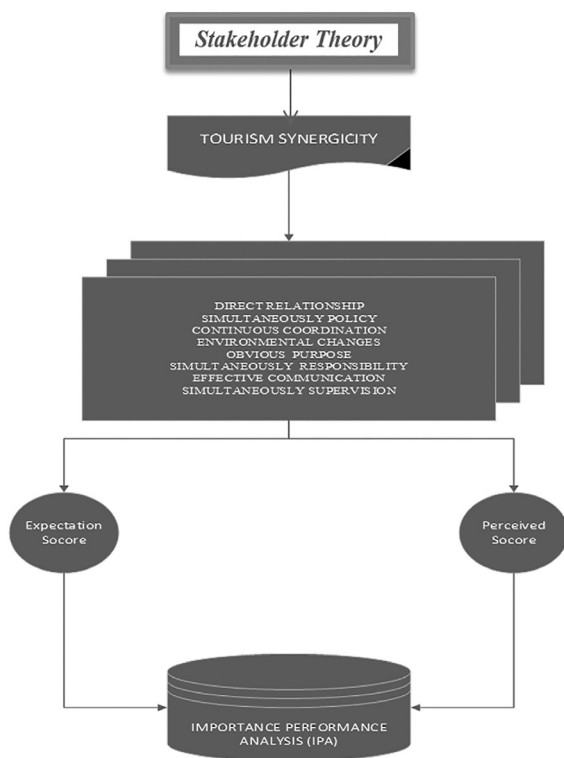 Stakeholder Theory
TOURISM SYNERGICITY
DIRECT RELATIONSHIP
SIMULTANEOUSLY POLICY
CONTINUOUS COORDINATION
ENVIRONMENTAL CHANGES
OBVIOUS PURPOSE
SIMULTANEOUSLY RESPONSIBILITY
EFFECTIVE COMMUNICATION
SIMULTANEOUSLY SUPERVISION
Expectation
Socore
Perceived
Socore
IMPORTANCE PERFORMANCE
ANALYSIS (IPA)